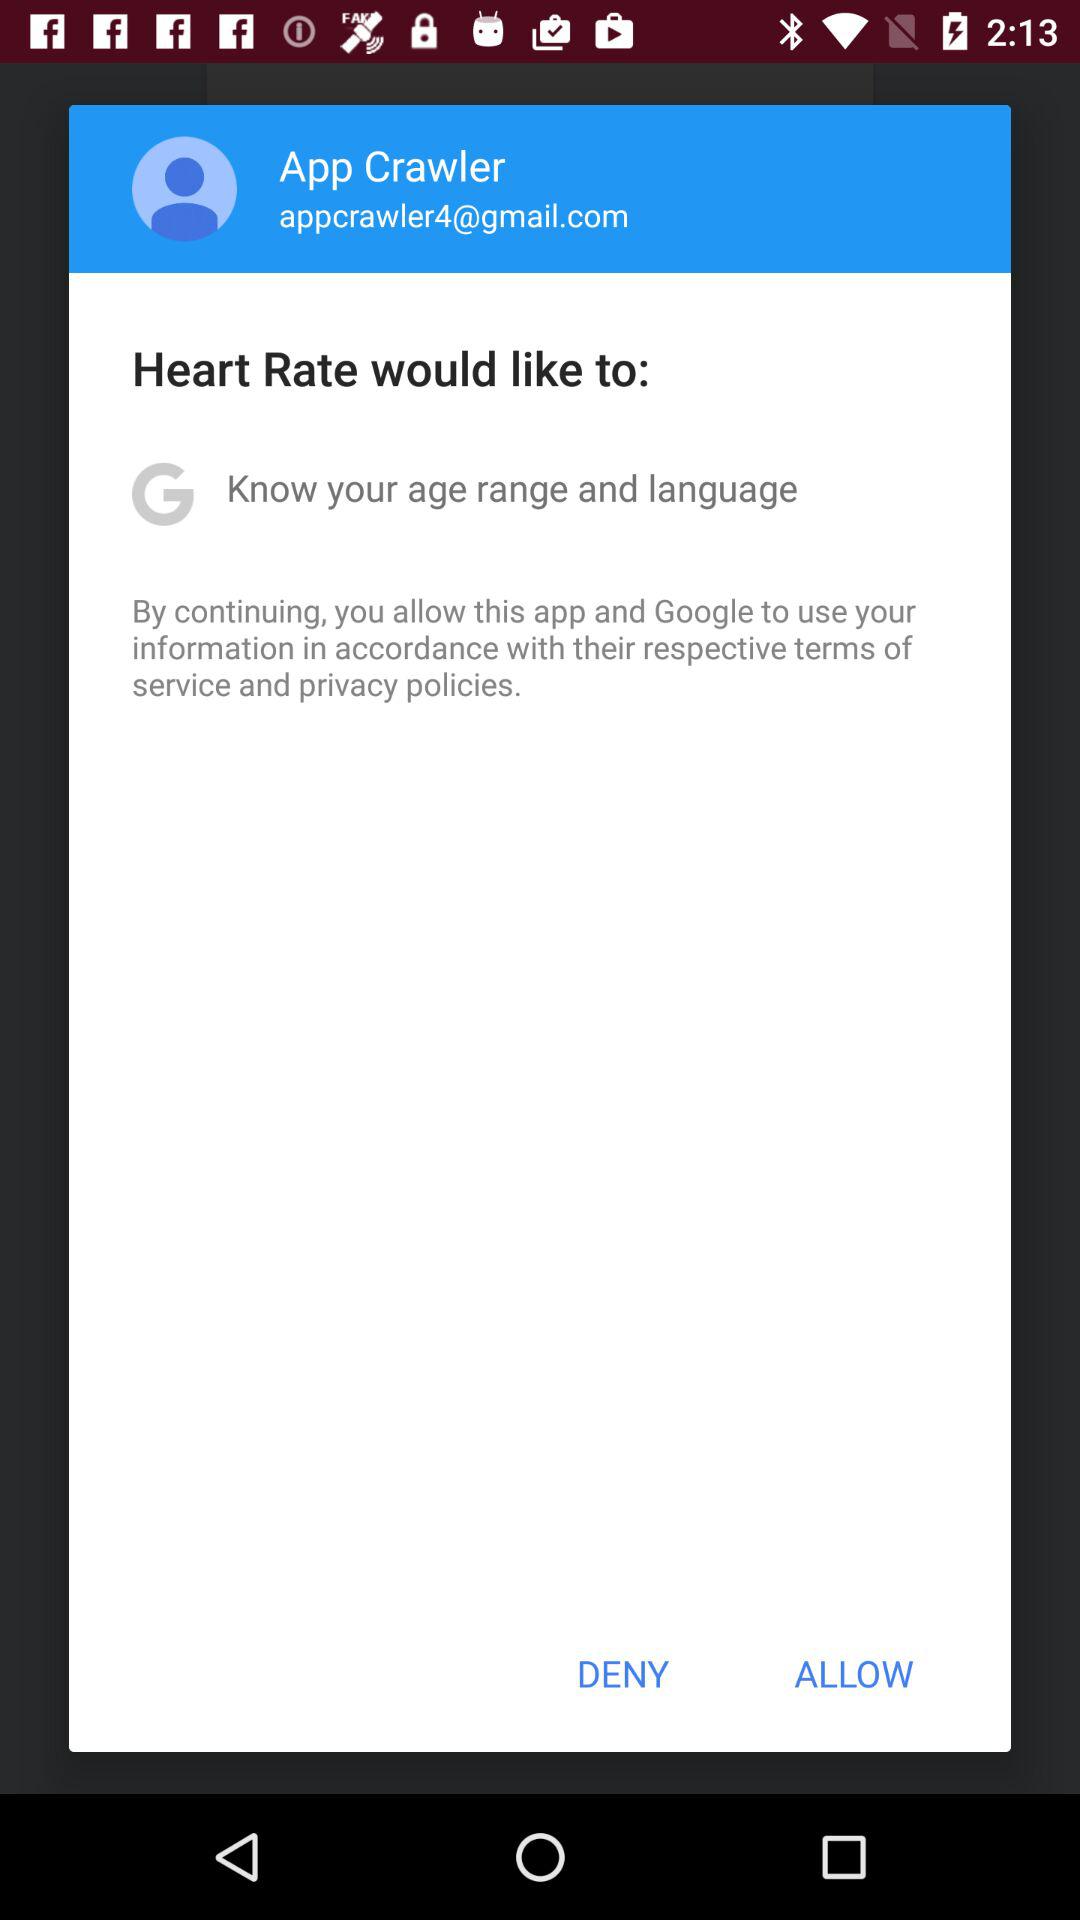 FAKE
2:13
App Crawler
appcrawler4@gmail.com
Heart Rate would like to:
G Know your age range and language
By continuing, you allow this app and Google to use your
information in accordance with their respective terms of
service and privacy policies.
DENY ALLOW